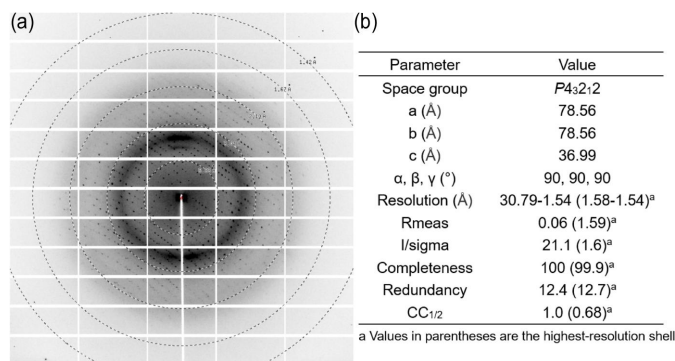 (a)
(b)
Parameter Value
Space group P4₃2₁2
a (Å) 78.56
b (Å) 78.56
c (Å) 36.99
α, β, γ (°) 90, 90, 90
Resolution (Å) 30.79-1.54 (1.58-1.54)ᵃ
Rmeas 0.06 (1.59)ᵃ
I/sigma 21.1 (1.6)ᵃ
Completeness 100 (99.9)ᵃ
Redundancy 12.4 (12.7)ᵃ
CC₁/₂ 1.0 (0.68)ᵃ
a Values in parentheses are the highest-resolution shell